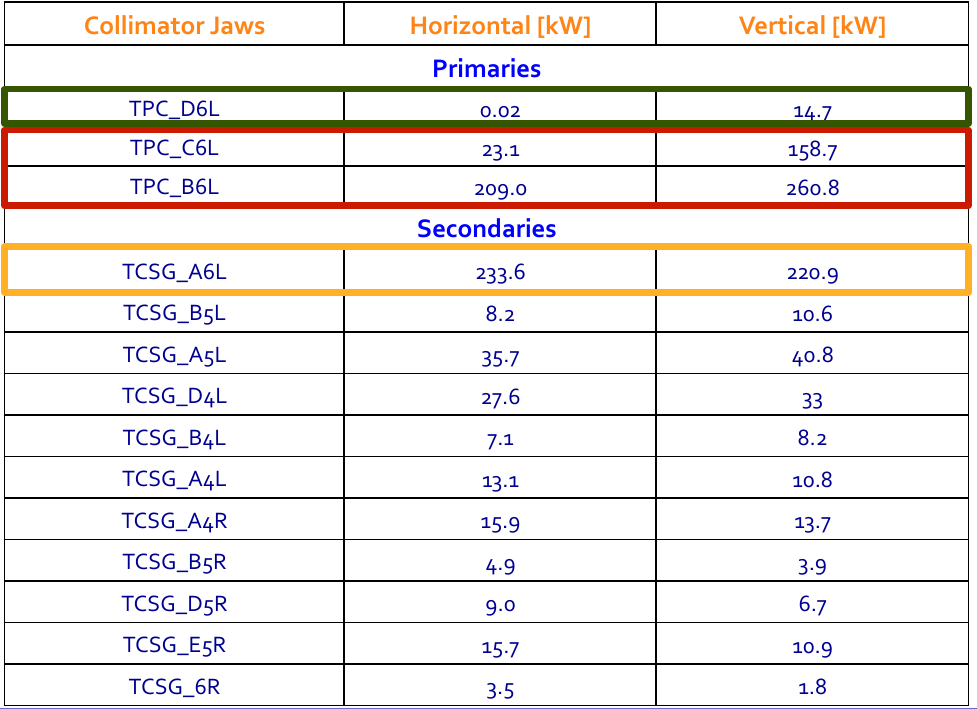 Collimator Jaws Horizontal [kW] Vertical [kW]
Primaries
TPC_D6L 0.02 14.7
TPC_C6L 23.1 158.7
TPC_B6L 209.0 260.8
Secondaries
TCSG_A6L 233.6 220.9
TCSG_B5L 8.2 10.6
TCSG_A5L 35.7 40.8
TCSG_D4L 27.6 33
TCSG_B4L 7.1 8.2
TCSG_A4L 13.1 10.8
TCSG_A4R 15.9 13.7
TCSG_B5R 4.9 3.9
TCSG_D5R 9.0 6.7
TCSG_E5R 15.7 10.9
TCSG_6R 3.5 1.8